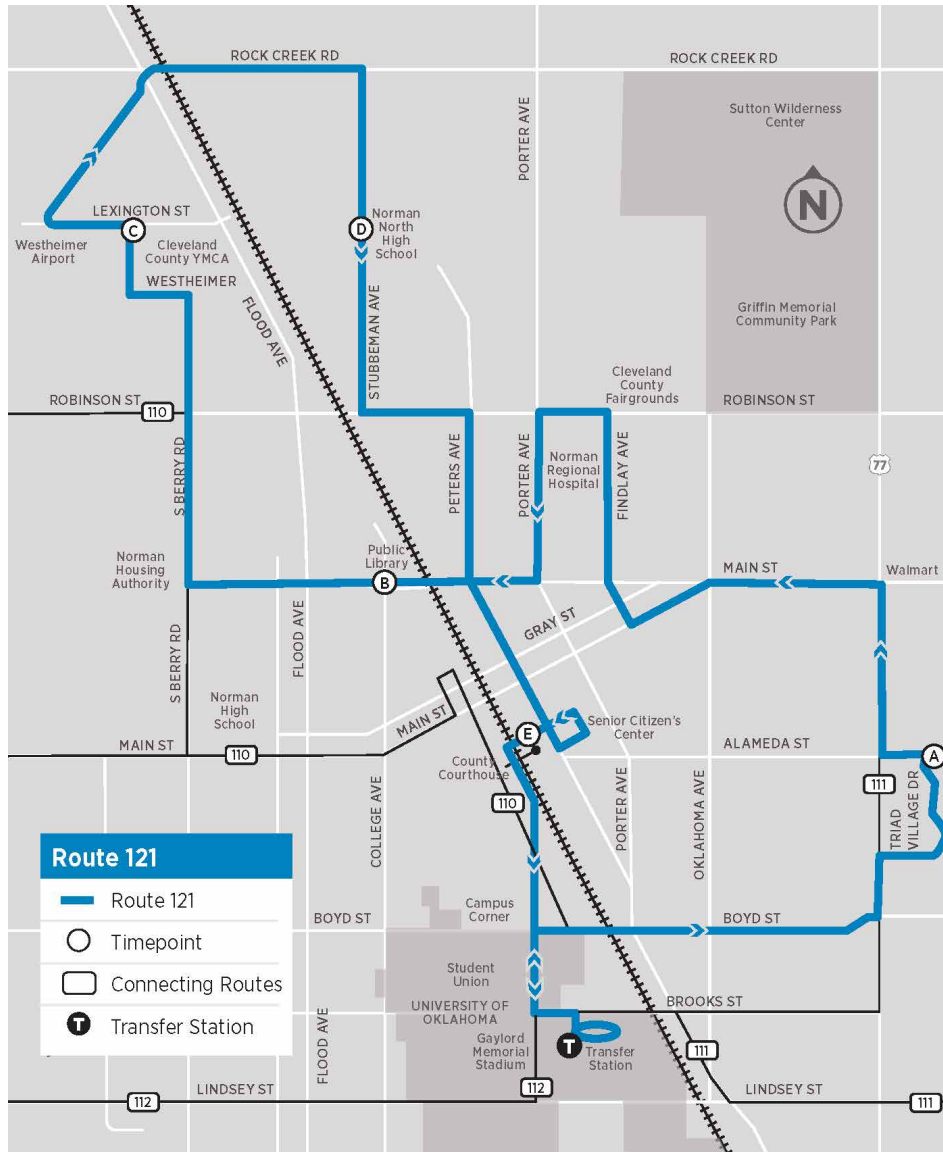 ROCK CREEK RD
ROCK CREEK RD
Sutton Wilderness
Center
PORTER AVE
N
LEXINGTON ST
C
Westheimer
Airport
Cleveland
County YMCA
WESTHEIMER
D
Norman
North
High
School
FLOOD AVE
STUBBEMAN AVE
Griffin Memorial
Community Park
Cleveland
County
Fairgrounds
ROBINSON ST
110
ROBINSON ST
S BERRY RD
PETERS AVE
PORTER AVE
Norman
Regional
Hospital
FINDLAY AVE
77
Norman
Housing
Authority
Public
Library
B
MAIN ST
Walmart
S BERRY RD
FLOOD AVE
GRAY ST
Norman
High
School
MAIN ST
E
Senior Citizen's
Center
MAIN ST
110
County
Courthouse
ALAMEDA ST
A
110
111
COLLEGE AVE
PORTER AVE
OKLAHOMA AVE
TRIAD
VILLAGE DR
Route 121
Route 121
Timepoint
Connecting Routes
T
Transfer Station
BOYD ST
Campus
Corner
BOYD ST
Student
Union
UNIVERSITY OF
OKLAHOMA
BROOKS ST
FLOOD AVE
Gaylord
Memorial
Stadium
T
Transfer
Station
111
112
LINDSEY ST
112
LINDSEY ST
111